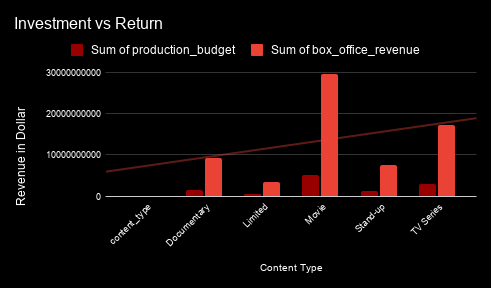 Investment vs Return
Sum of production_budget Sum of box_office_revenue
30000000000
20000000000
10000000000
0
Revenue in Dollar
content_type
Documentary
Limited
Movie
Stand-up
TV Series
Content Type